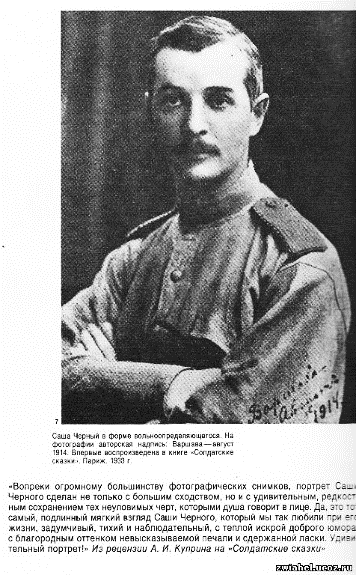 Варшава–
Август
1914.
7
Саша Черный в форме вольноопределяющегося. На
фотографии авторская надпись: Варшава — август
1914. Впервые воспроизведена в книге «Солдатские
сказки». Париж. 1933 г.
«Вопреки огромному большинству фотографических снимков, портрет Саши
Черного сделан не только с большим сходством, но и с удивительным, редкост-
ным сохранением тех неуловимых черт, которыми душа говорит в лице. Да, это тот
самый, подлинный мягкий взгляд Саши Черного, который мы так любили при его
жизни, задумчивый, тихий и наблюдательный, с теплой искрой доброго юмора,
с благородным оттенком невысказываемой печали и сдержанной ласки. Удиви-
тельный портрет!» Из рецензии А. И. Куприна на «Солдатские сказки»
zwiahel.ucoz.ru